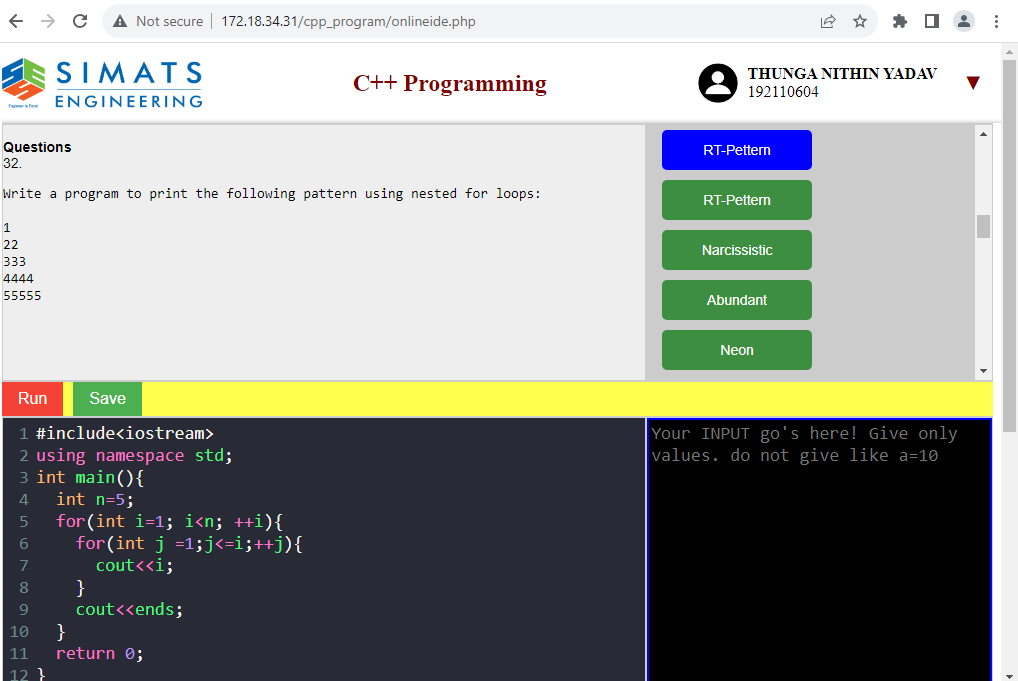 Not secure | 172.18.34.31/cpp_program/onlineide.php
SIMATS
ENGINEERING
Engineer to Excel
C++ Programming
THUNGA NITHIN YADAV
192110604
Questions
32.
Write a program to print the following pattern using nested for loops:
1
22
333
4444
55555
RT-Pettern
RT-Pettern
Narcissistic
Abundant
Neon
Run
Save
1 #include<iostream>
2 using namespace std;
3 int main(){
4   int n=5;
5   for(int i=1; i<n; ++i){
6     for(int j =1;j<=i;++j){
7       cout<<i;
8     }
9     cout<<ends;
10   }
11   return 0;
12 }
Your INPUT go's here! Give only
values. do not give like a=10